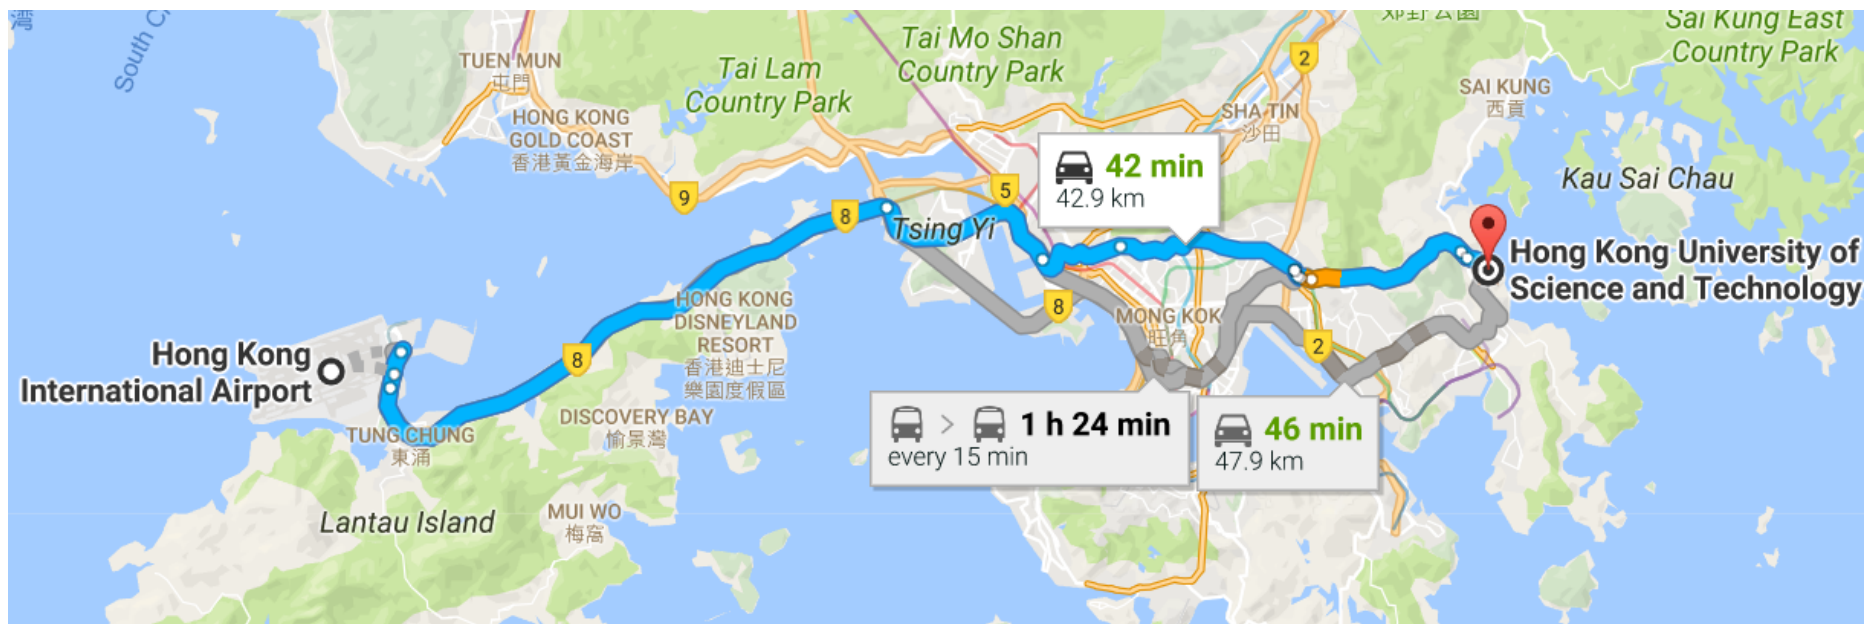 灣
South C
TUEN MUN
屯門
Tai Lam
Country Park
Tai Mo Shan
Country Park
郊野公園
Sai Kung East
Country Park
2
SAI KUNG
西貢
HONG KONG
GOLD COAST
香港黃金海岸
SHA TIN
沙田
42 min
42.9 km
Kau Sai Chau
9
5
8
Tsing Yi
Hong Kong University of
Science and Technology
HONG KONG
DISNEYLAND
RESORT
香港迪士尼
樂園度假區
8
MONG KOK
旺角
2
8
Hong Kong
International Airport
TUNG CHUNG
東涌
DISCOVERY BAY
愉景灣
1 h 24 min
every 15 min
46 min
47.9 km
Lantau Island
MUI WO
梅窩